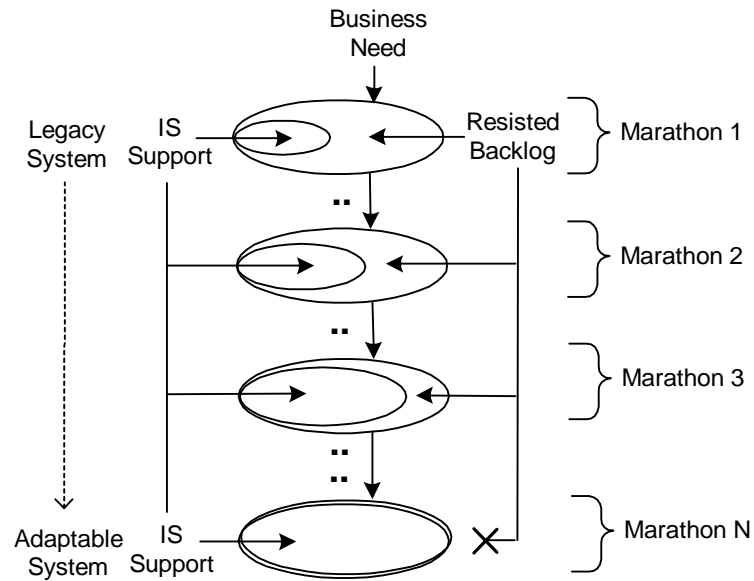 Business
Need
Legacy
System
IS
Support
Resisted
Backlog
Marathon 1
..
Marathon 2
..
Marathon 3
..
..
Adaptable
System
IS
Support
Marathon N